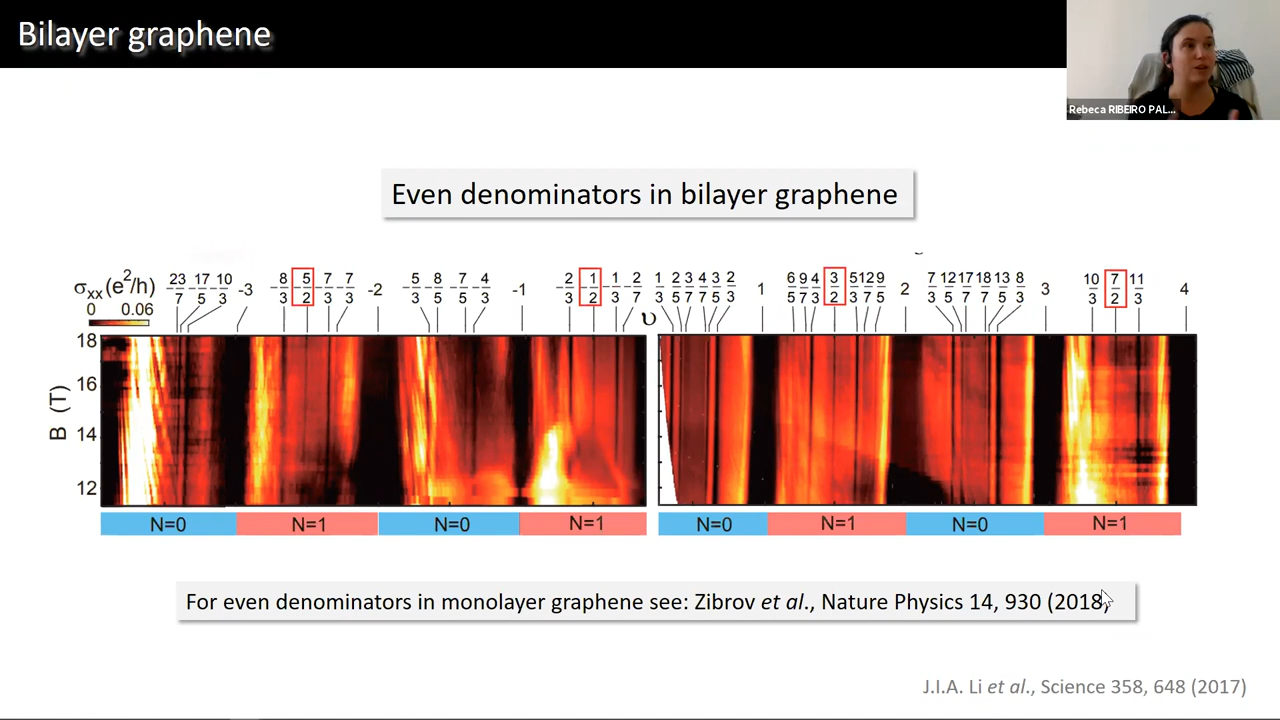 Bilayer graphene
Rebeca RIBEIRO PAL...
Even denominators in bilayer graphene
σxx(e²/h)
0 0.06
-23/7 -17/5 -10/3 -3 -8/3 -5/2 -7/3 -7/3 -2 -5/3 -8/5 -7/5 -4/3 -1 -2/3 -1/2 -1/3 -2/7 1/3 2/5 3/7 4/7 3/5 2/3 1 6/5 9/7 4/3 3/2 5/3 12/7 9/5 2 7/3 12/5 17/7 18/7 13/5 8/3 3 10/3 7/2 11/3 4
υ
B (T)
18
16
14
12
N=0 N=1 N=0 N=1 N=0 N=1 N=0 N=1
For even denominators in monolayer graphene see: Zibrov et al., Nature Physics 14, 930 (2018)
J.I.A. Li et al., Science 358, 648 (2017)